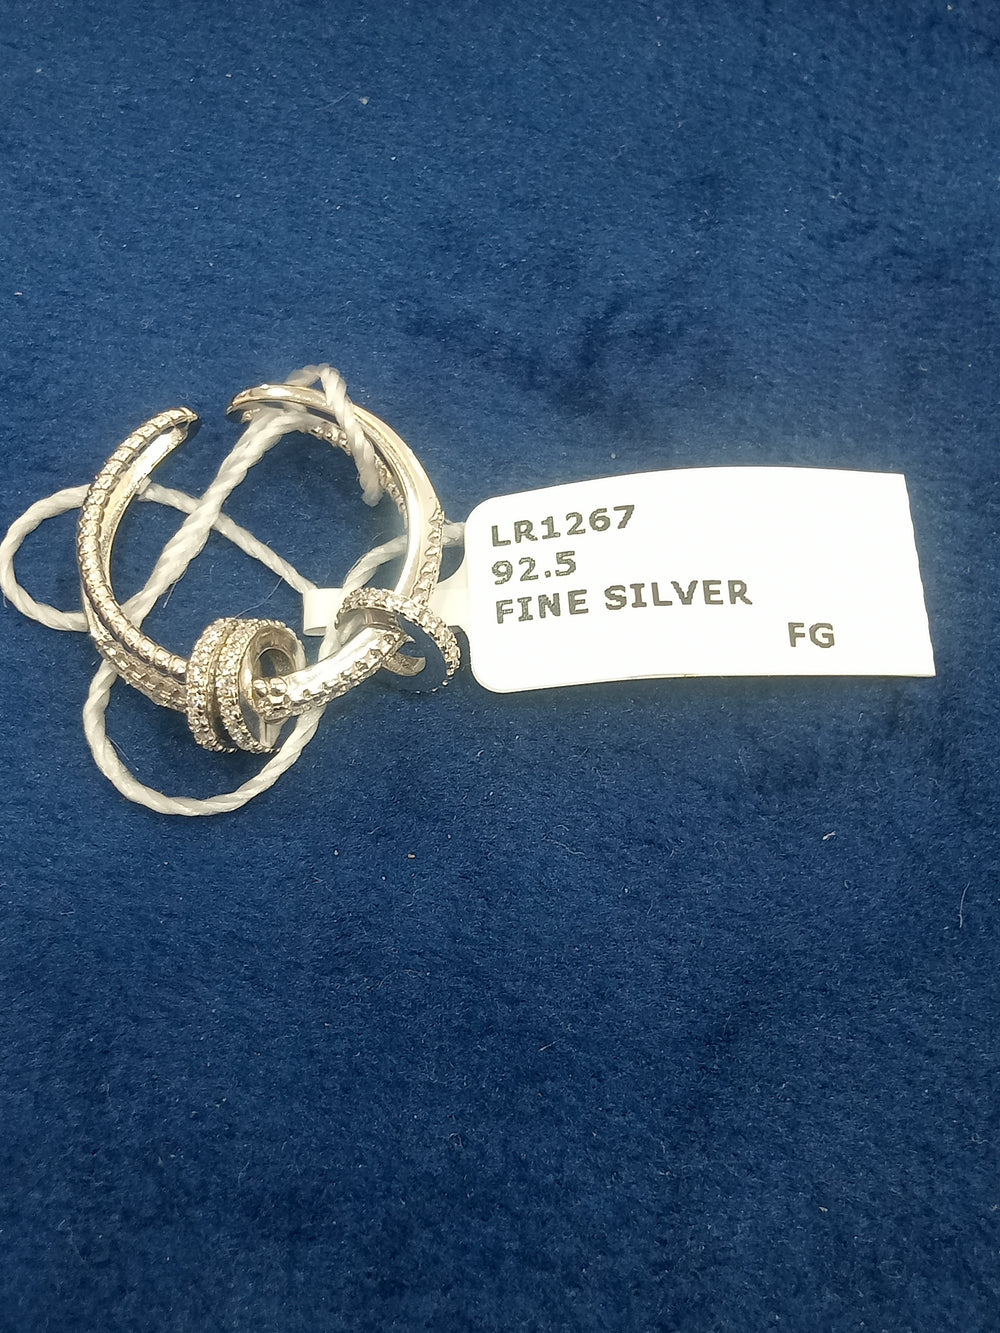 LR1267
92.5
FINE SILVER
FG